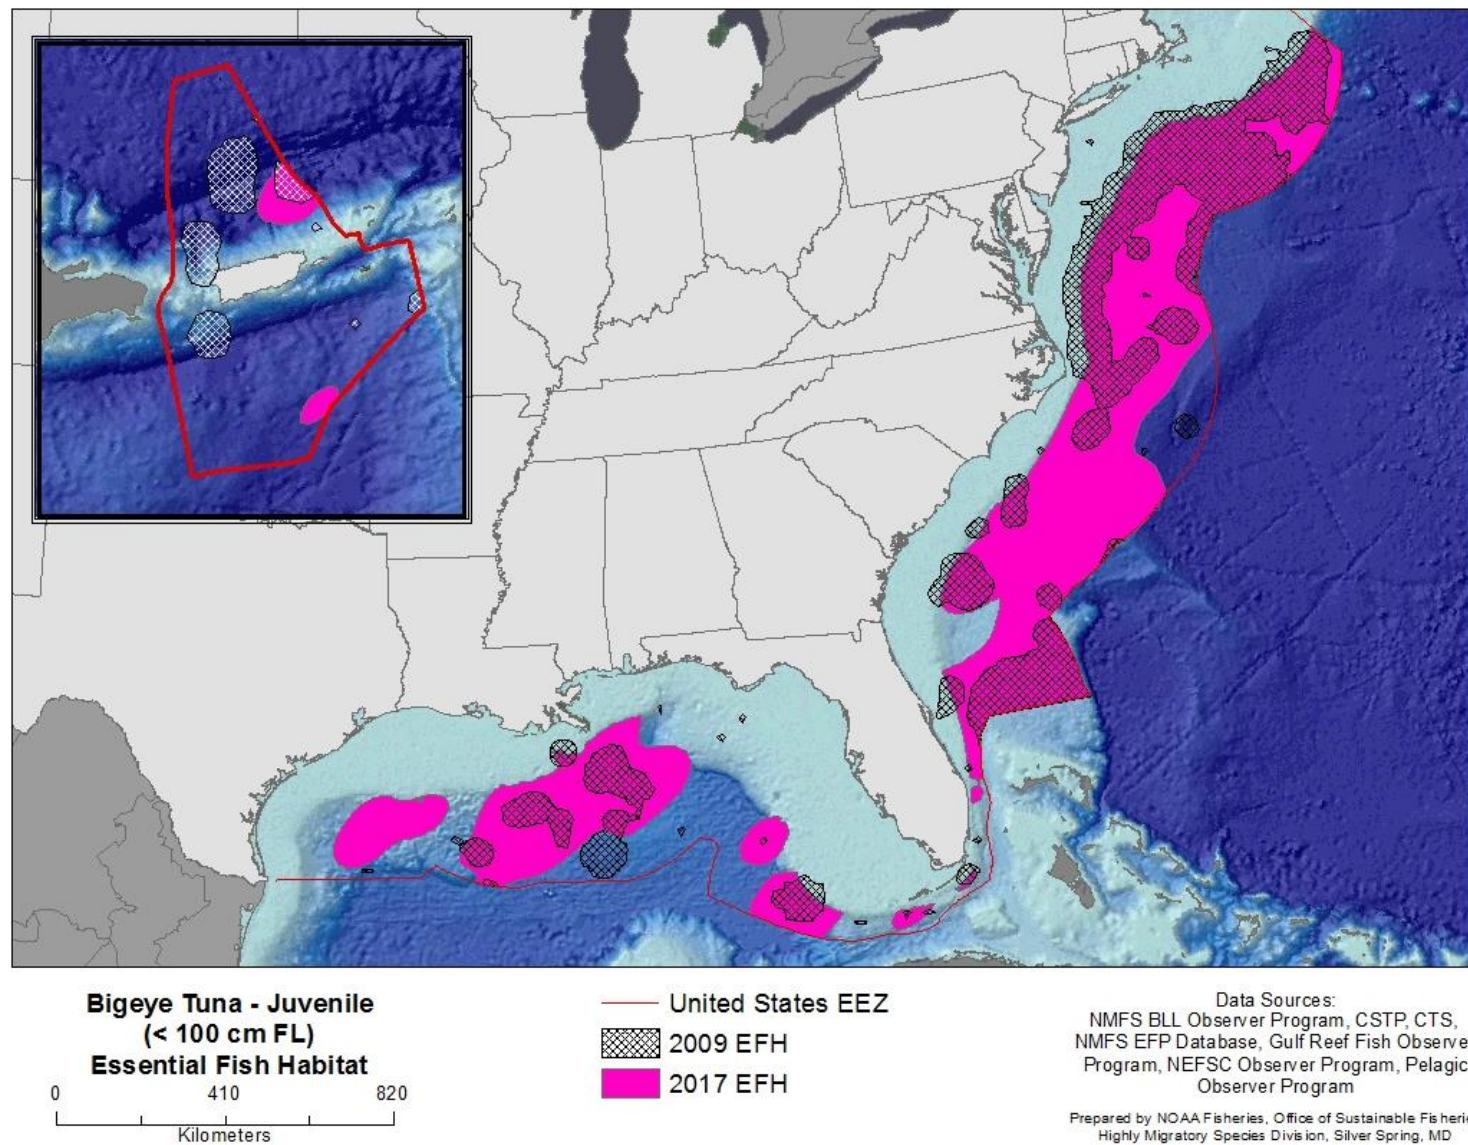 Bigeye Tuna - Juvenile
(< 100 cm FL)
Essential Fish Habitat
0 410 820
Kilometers
United States EEZ
2009 EFH
2017 EFH
Data Sources:
NMFS BLL Observer Program, CSTP, CTS,
NMFS EFP Database, Gulf Reef Fish Observe
Program, NEFSC Observer Program, Pelagic
Observer Program
Prepared by NOAA Fisheries, Office of Sustainable Fisherie
Highly Migratory Species Division, Silver Spring, MD